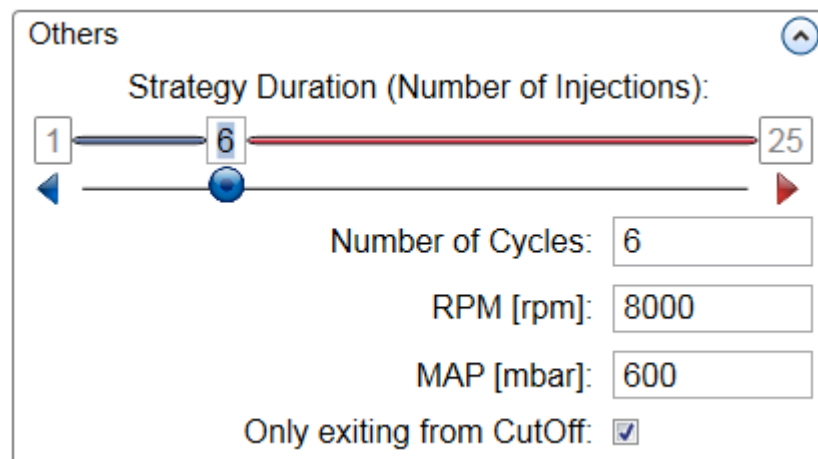 Others
Strategy Duration (Number of Injections):
1 6 25
Number of Cycles: 6
RPM [rpm]: 8000
MAP [mbar]: 600
Only exiting from CutOff: